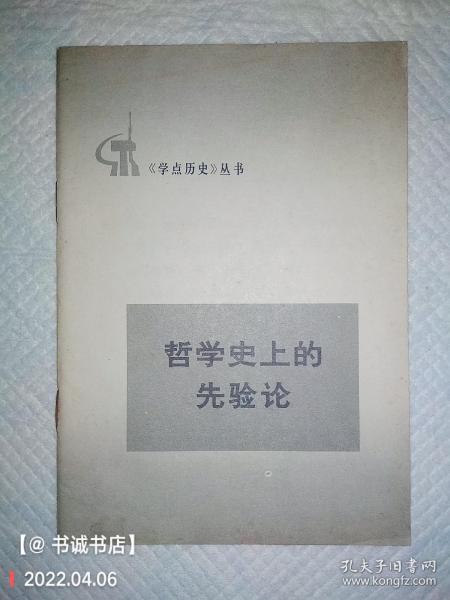 《学点历史》丛书
哲学史上的
先验论
【@ 书诚书店】
2022.04.06
孔夫子旧书网
www.kongfz.com